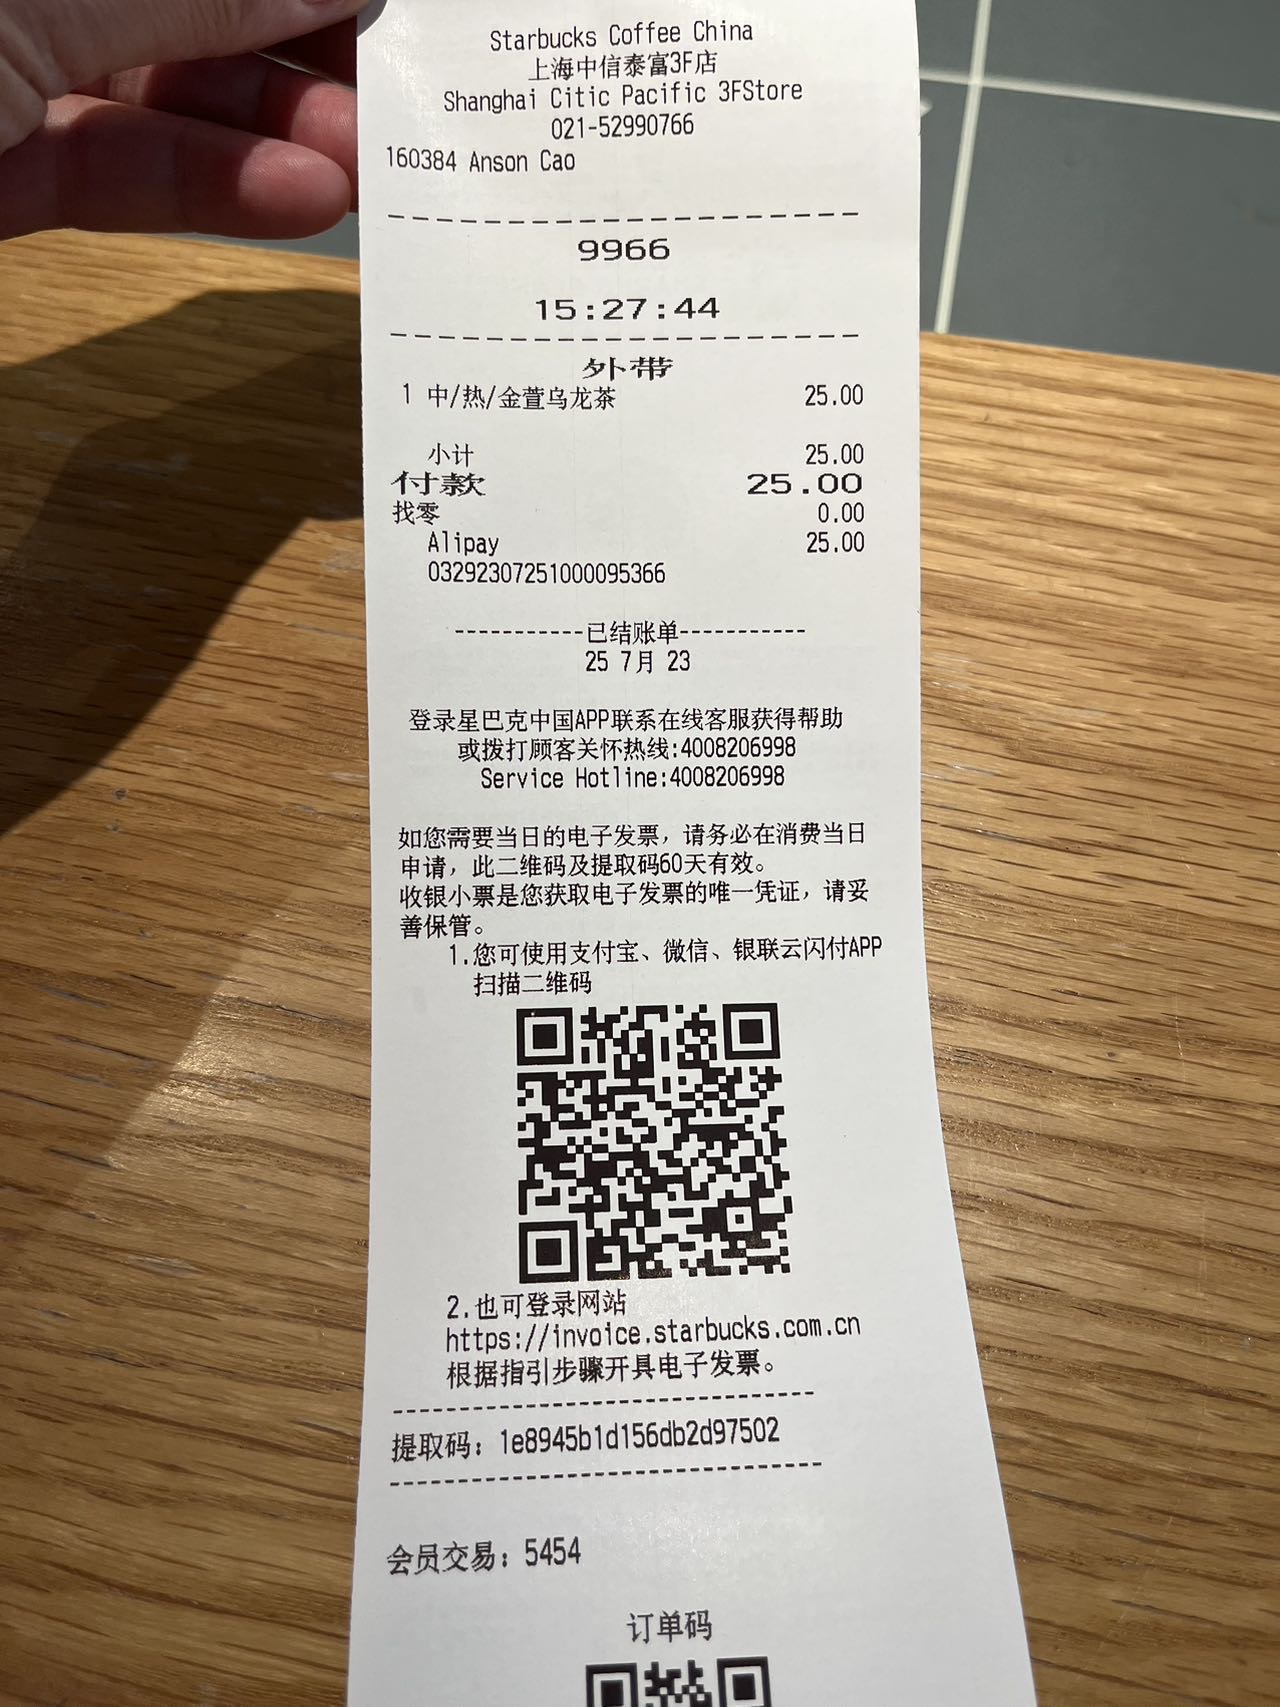 Starbucks Coffee China
上海中信泰富3F店
Shanghai Citic Pacific 3FStore
021-52990766
160384 Anson Cao
9966
15:27:44
外带
1 中/热/金萱乌龙茶 25.00
小计 25.00
付款 25.00
找零 0.00
Alipay 25.00
03292307251000095366
-----------已结账单-----------
25 7月 23
登录星巴克中国APP联系在线客服获得帮助
或拨打顾客关怀热线:4008206998
Service Hotline:4008206998
如您需要当日的电子发票，请务必在消费当日
申请，此二维码及提取码60天有效。
收银小票是您获取电子发票的唯一凭证，请妥
善保管。
1.您可使用支付宝、微信、银联云闪付APP
扫描二维码
2.也可登录网站
https://invoice.starbucks.com.cn
根据指引步骤开具电子发票。
提取码：1e8945b1d156db2d97502
会员交易：5454
订单码